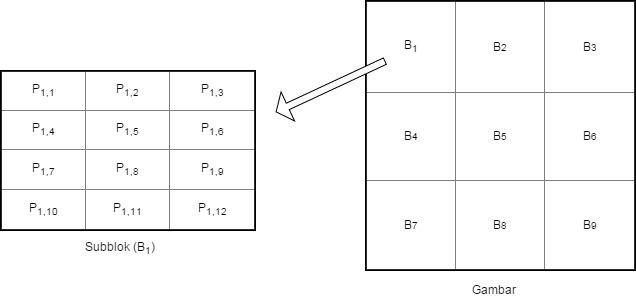 B₁ B₂ B₃
P₁,₁ P₁,₂ P₁,₃
P₁,₄ P₁,₅ P₁,₆
B₄ B₅ B₆
P₁,₇ P₁,₈ P₁,₉
P₁,₁₀ P₁,₁₁ P₁,₁₂
B₇ B₈ B₉
Subblok (B₁)
Gambar